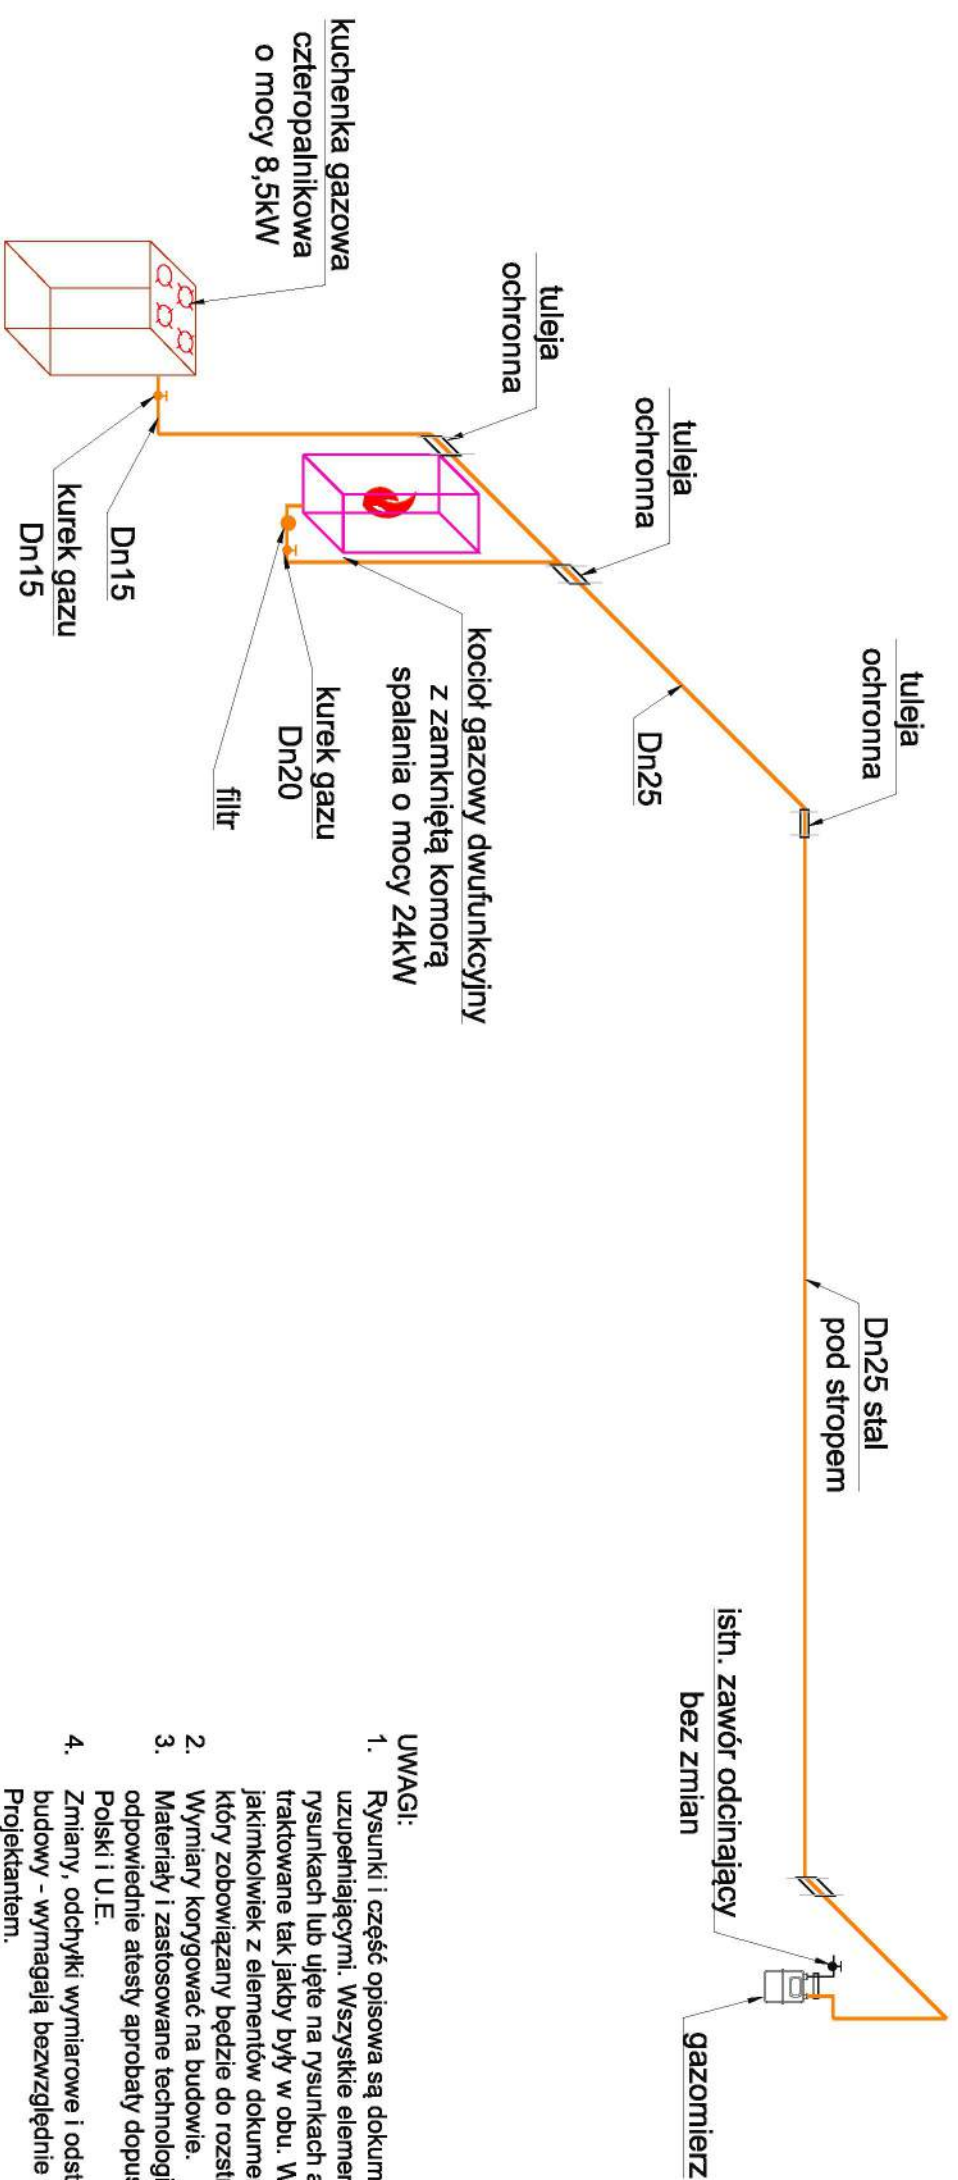 kuchenka gazowa
czteropalnikowa
o mocy 8,5kW
tuleja
ochronna
tuleja
ochronna
tuleja
ochronna
Dn25
Dn15
kurek gazu
Dn15
kocioł gazowy dwufunkcyjny
z zamkniętą komorą
spalania o mocy 24kW
kurek gazu
Dn20
filtr
Dn25 stal
pod stropem
istn. zawór odcinający
bez zmian
gazomierz
UWAGI:
1. Rysunki i część opisowa są dokum
uzupełniającymi. Wszystkie elemer
rysunkach lub ujęte na rysunkach a
traktowane tak jakby były w obu. W
jakimkolwiek z elementów dokume
który zobowiązany będzie do rozstr
2. Wymiary korygować na budowie.
3. Materiały i zastosowane technologi
odpowiednie atesty aprobaty dopus
Polski i U.E.
4. Zmiany, odchyłki wymiarowe i odst
budowy - wymagają bezwzględnie
Projektantem.